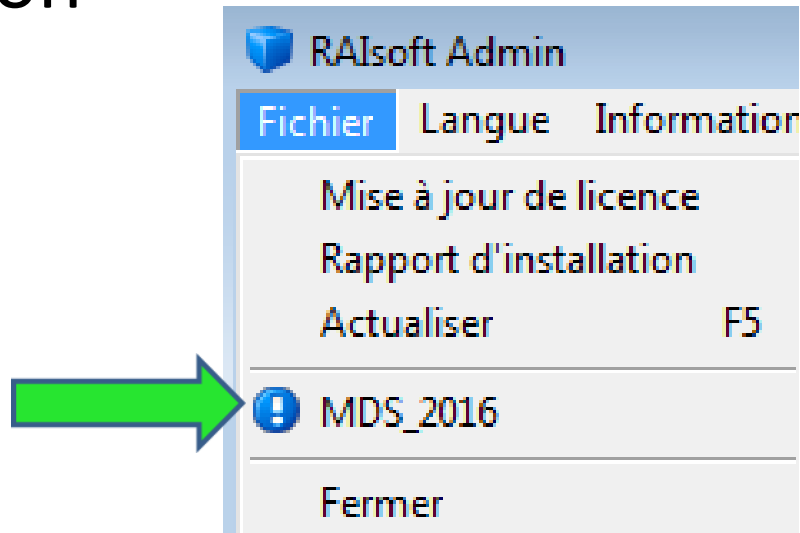 RAIsoft Admin
Fichier Langue Information
Mise à jour de licence
Rapport d'installation
Actualiser F5
MDS_2016
Fermer